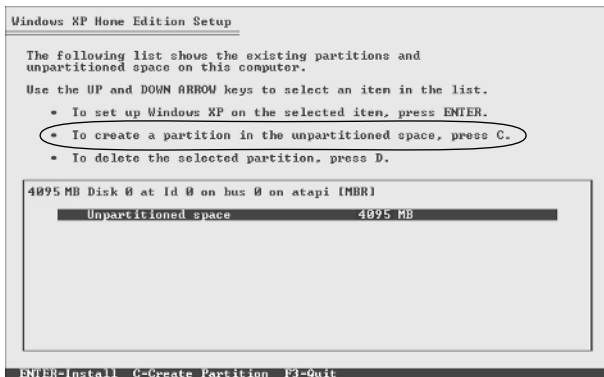 Windows XP Home Edition Setup
The following list shows the existing partitions and
unpartitioned space on this computer.
Use the UP and DOWN ARROW keys to select an item in the list.
• To set up Windows XP on the selected item, press ENTER.
• To create a partition in the unpartitioned space, press C.
• To delete the selected partition, press D.
4095 MB Disk 0 at Id 0 on bus 0 on atapi [MBR]
Unpartitioned space 4095 MB
ENTER=Install C=Create Partition F3=Quit